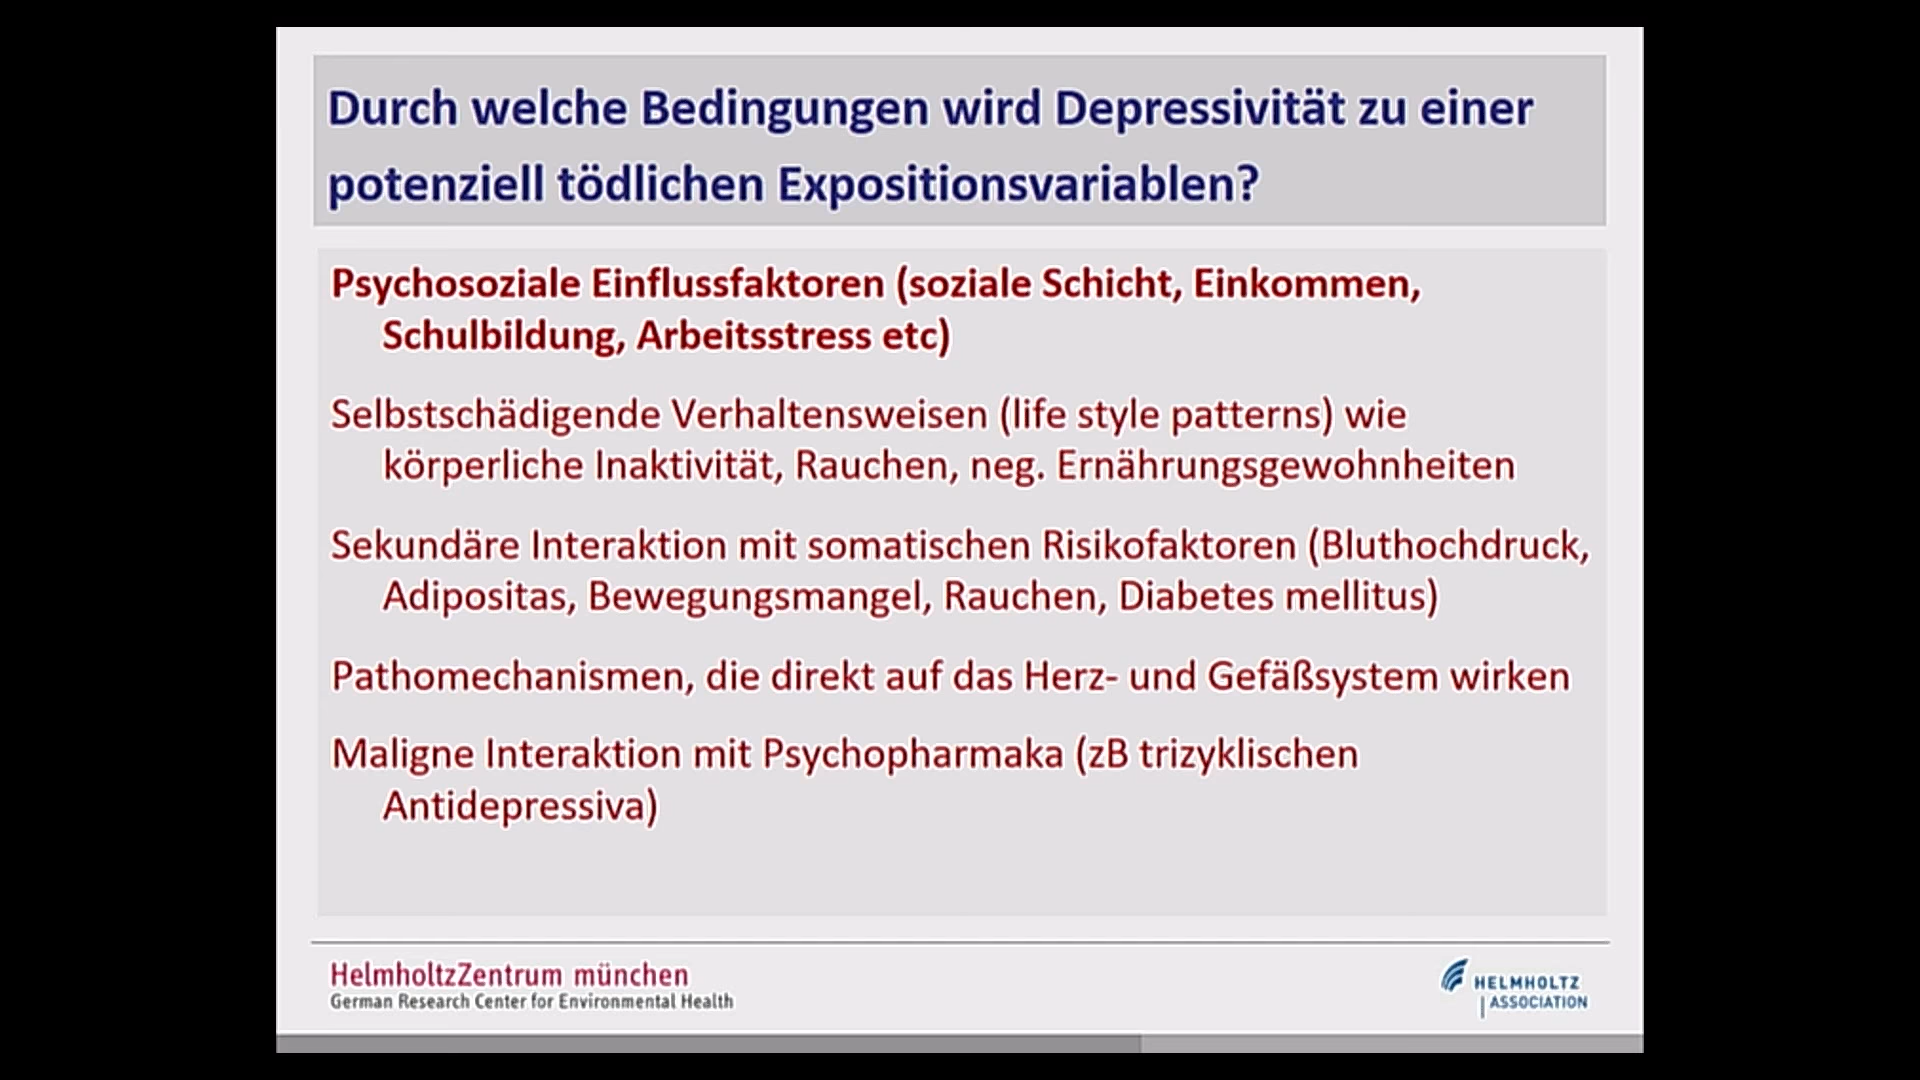 Durch welche Bedingungen wird Depressivität zu einer
potenziell tödlichen Expositionsvariablen?
Psychosoziale Einflussfaktoren (soziale Schicht, Einkommen,
Schulbildung, Arbeitsstress etc)
Selbstschädigende Verhaltensweisen (life style patterns) wie
körperliche Inaktivität, Rauchen, neg. Ernährungsgewohnheiten
Sekundäre Interaktion mit somatischen Risikofaktoren (Bluthochdruck,
Adipositas, Bewegungsmangel, Rauchen, Diabetes mellitus)
Pathomechanismen, die direkt auf das Herz- und Gefäßsystem wirken
Maligne Interaktion mit Psychopharmaka (zB trizyklischen
Antidepressiva)
HelmholtzZentrum münchen
German Research Center for Environmental Health
HELMHOLTZ
ASSOCIATION